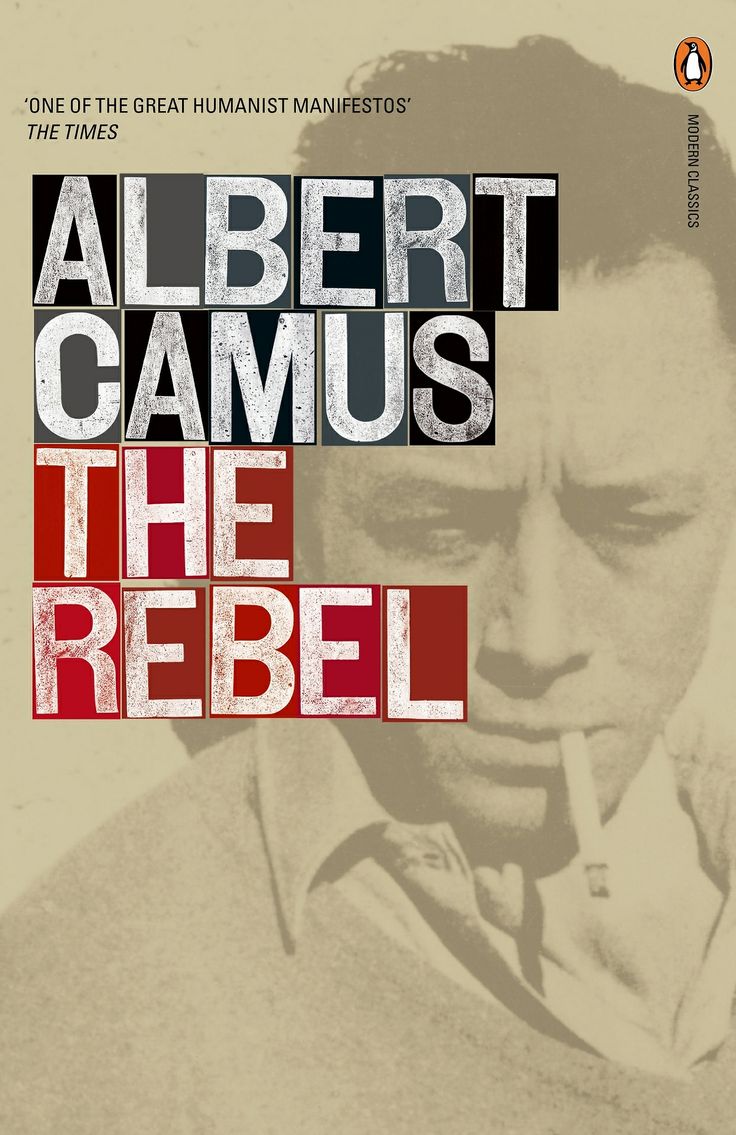 ‘ONE OF THE GREAT HUMANIST MANIFESTOS’
THE TIMES
MODERN CLASSICS
ALBERT
CAMUS
THE
REBEL